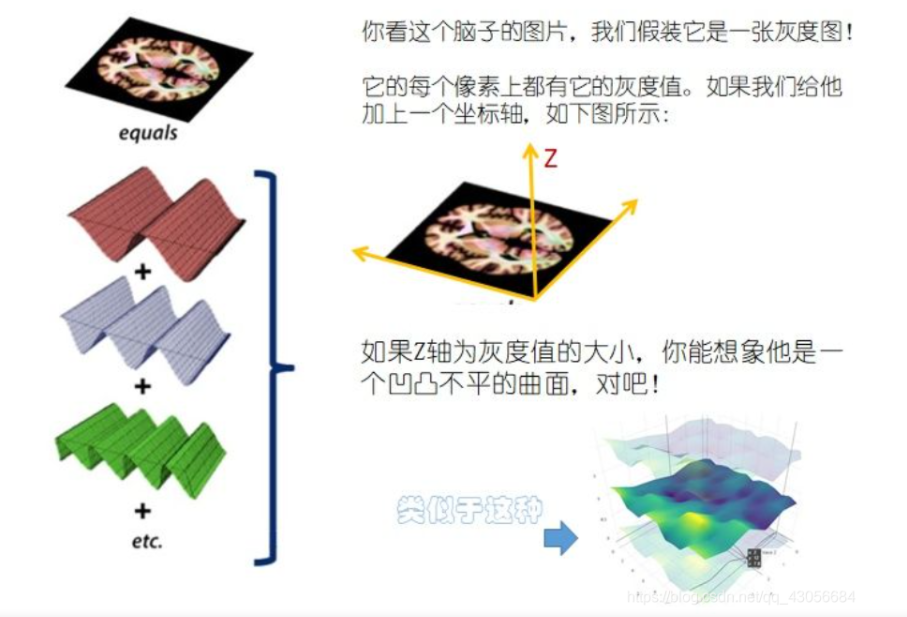 equals
+
+
+
etc.
你看这个脑子的图片，我们假装它是一张灰度图！
它的每个像素上都有它的灰度值。如果我们给他
加上一个坐标轴，如下图所示：
Z
如果Z轴为灰度值的大小，你能想象他是一
个凹凸不平的曲面，对吧！
类似于这种
https://blog.csdn.net/qq_43056684